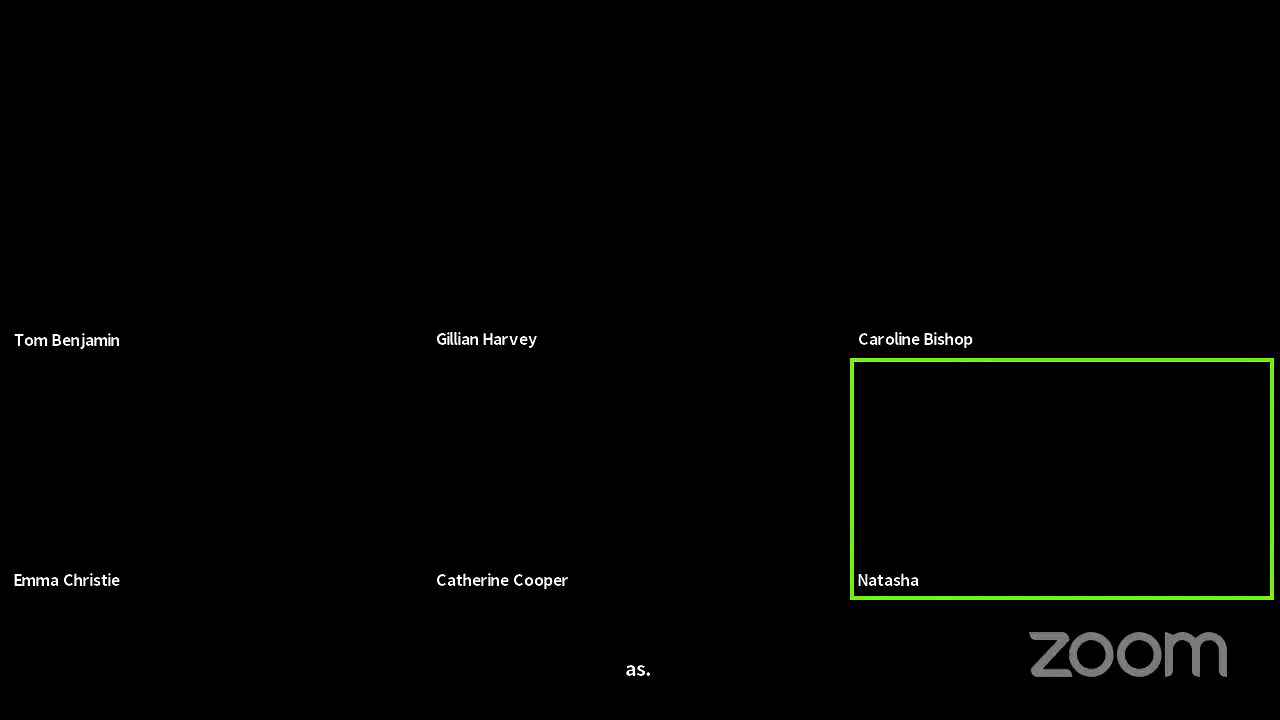 Tom Benjamin
Gillian Harvey
Caroline Bishop
Emma Christie
Catherine Cooper
Natasha
as.
zoom